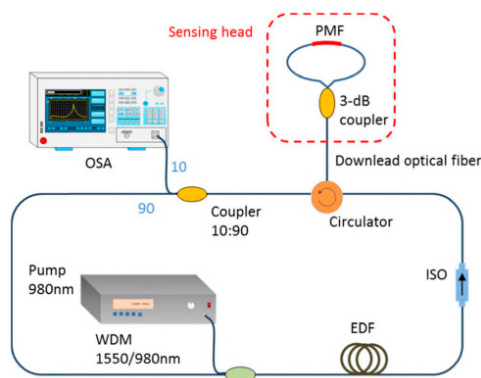 PMF
Sensing head
3-dB
coupler
OSA
10
Downlead optical fiber
90
Coupler
10:90
Circulator
Pump
980nm
ISO
WDM
1550/980nm
EDF